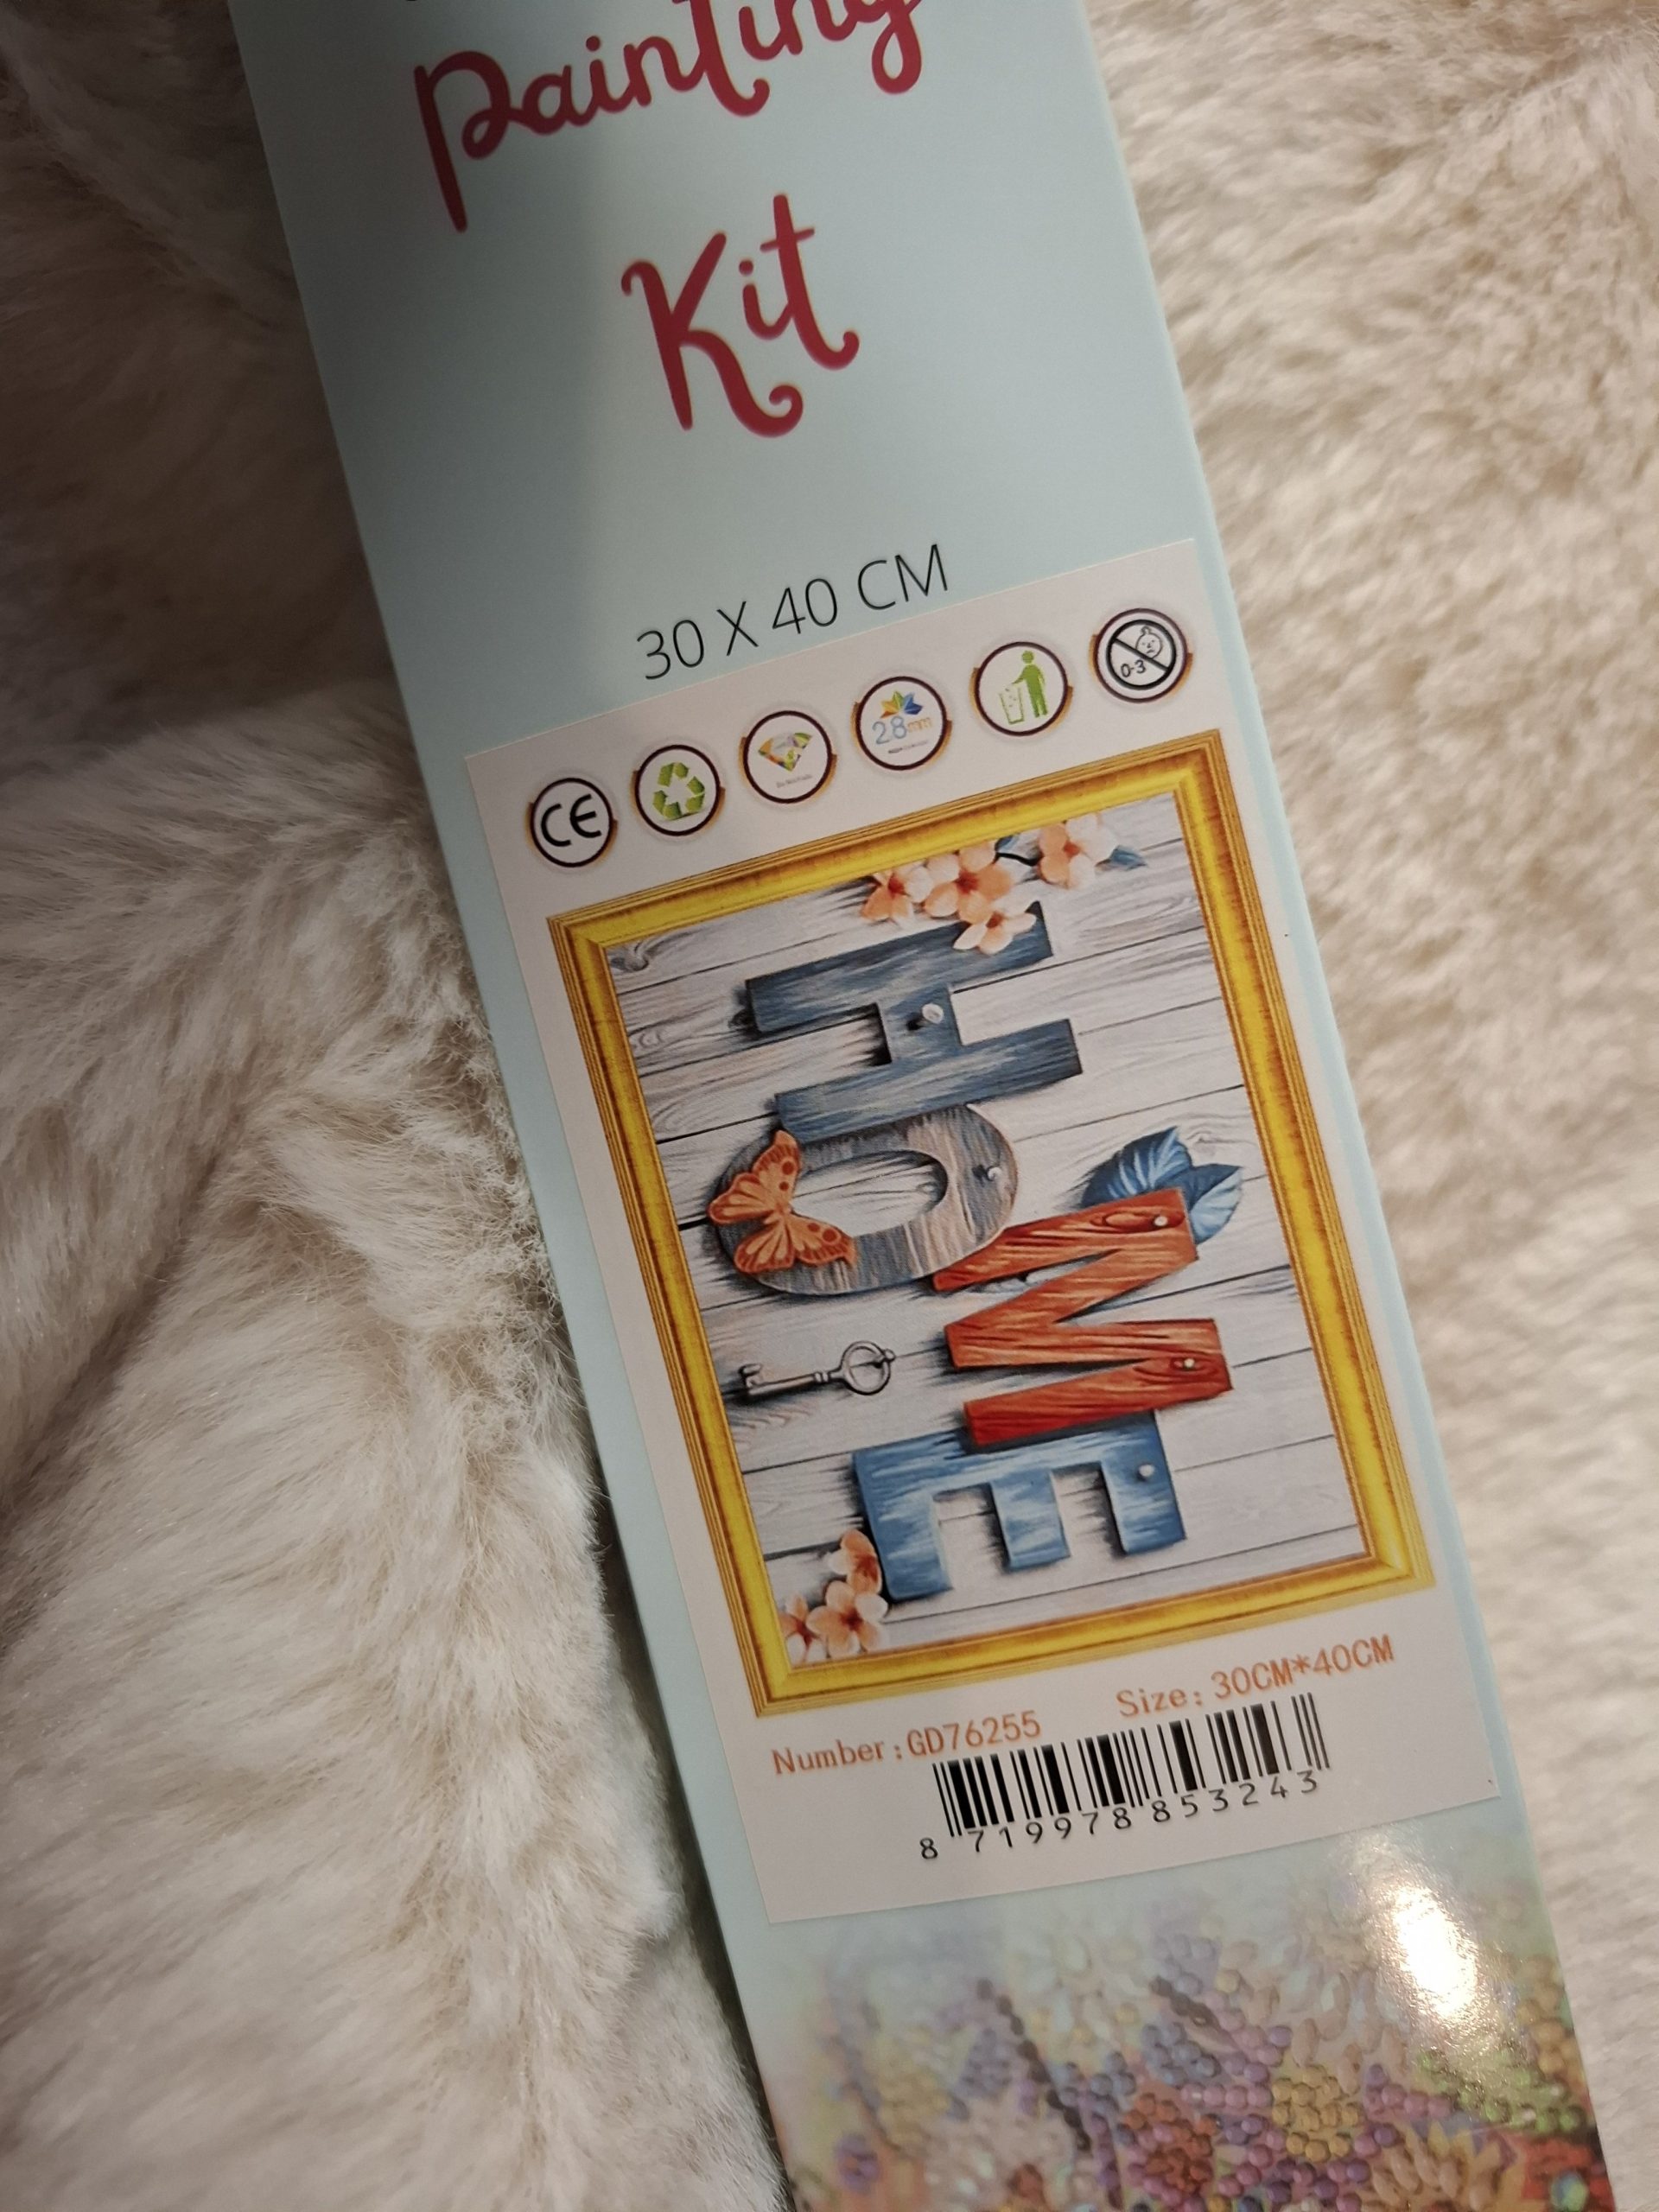 Painting
Kit
30 X 40 CM
CE
28mm
0-3
HOME
Number:GD76255
Size: 30CM*40CM
8 719978 853243